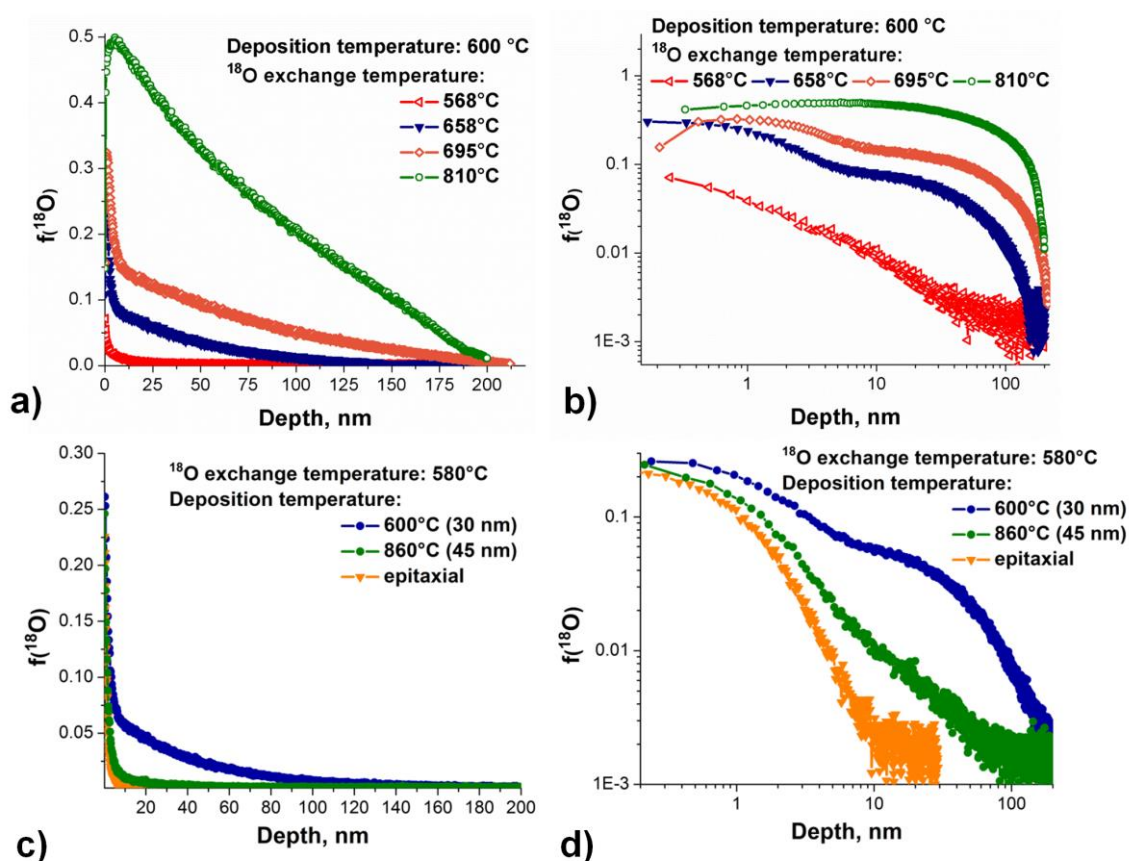 Deposition temperature: 600 °C
¹⁸O exchange temperature:
568°C
658°C
695°C
810°C
0.5
0.4
0.3
0.2
0.1
0.0
f(¹⁸O)
0 25 50 75 100 125 150 175 200
Depth, nm
a)
Deposition temperature: 600 °C
¹⁸O exchange temperature:
568°C 658°C 695°C 810°C
1
0.1
0.01
1E-3
f(¹⁸O)
1 10 100
Depth, nm
b)
¹⁸O exchange temperature: 580°C
Deposition temperature:
600°C (30 nm)
860°C (45 nm)
epitaxial
0.30
0.25
0.20
0.15
0.10
0.05
f(¹⁸O)
20 40 60 80 100 120 140 160 180 200
Depth, nm
c)
¹⁸O exchange temperature: 580°C
Deposition temperature:
600°C (30 nm)
860°C (45 nm)
epitaxial
0.1
0.01
1E-3
f(¹⁸O)
1 10 100
Depth, nm
d)